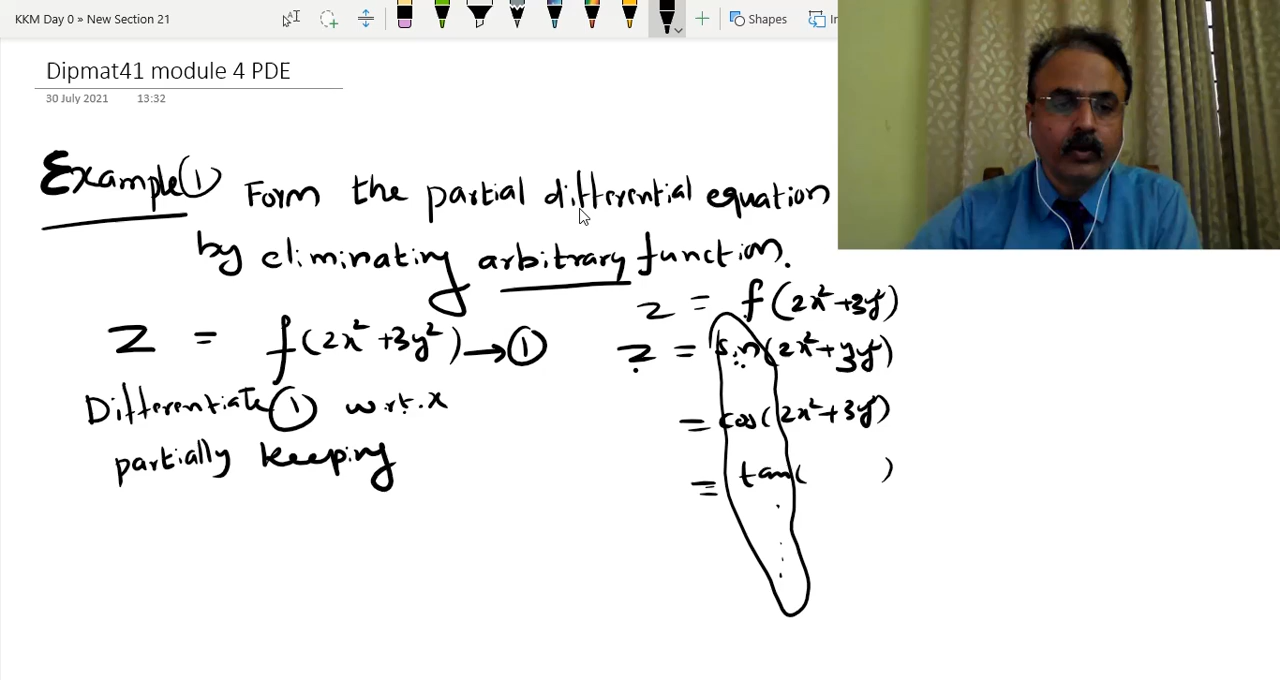 KKM Day 0 » New Section 21
Shapes
In
Dipmat41 module 4 PDE
30 July 2021 13:32
Example(1) Form the partial differential equation
by eliminating arbitrary function.
z = f(2x²+3y²) → ①
Differentiate ① w.r.t. x
partially keeping
z = f(2x²+3y²)
z = sin(2x²+3y²)
= cos(2x²+3y²)
= tan( )